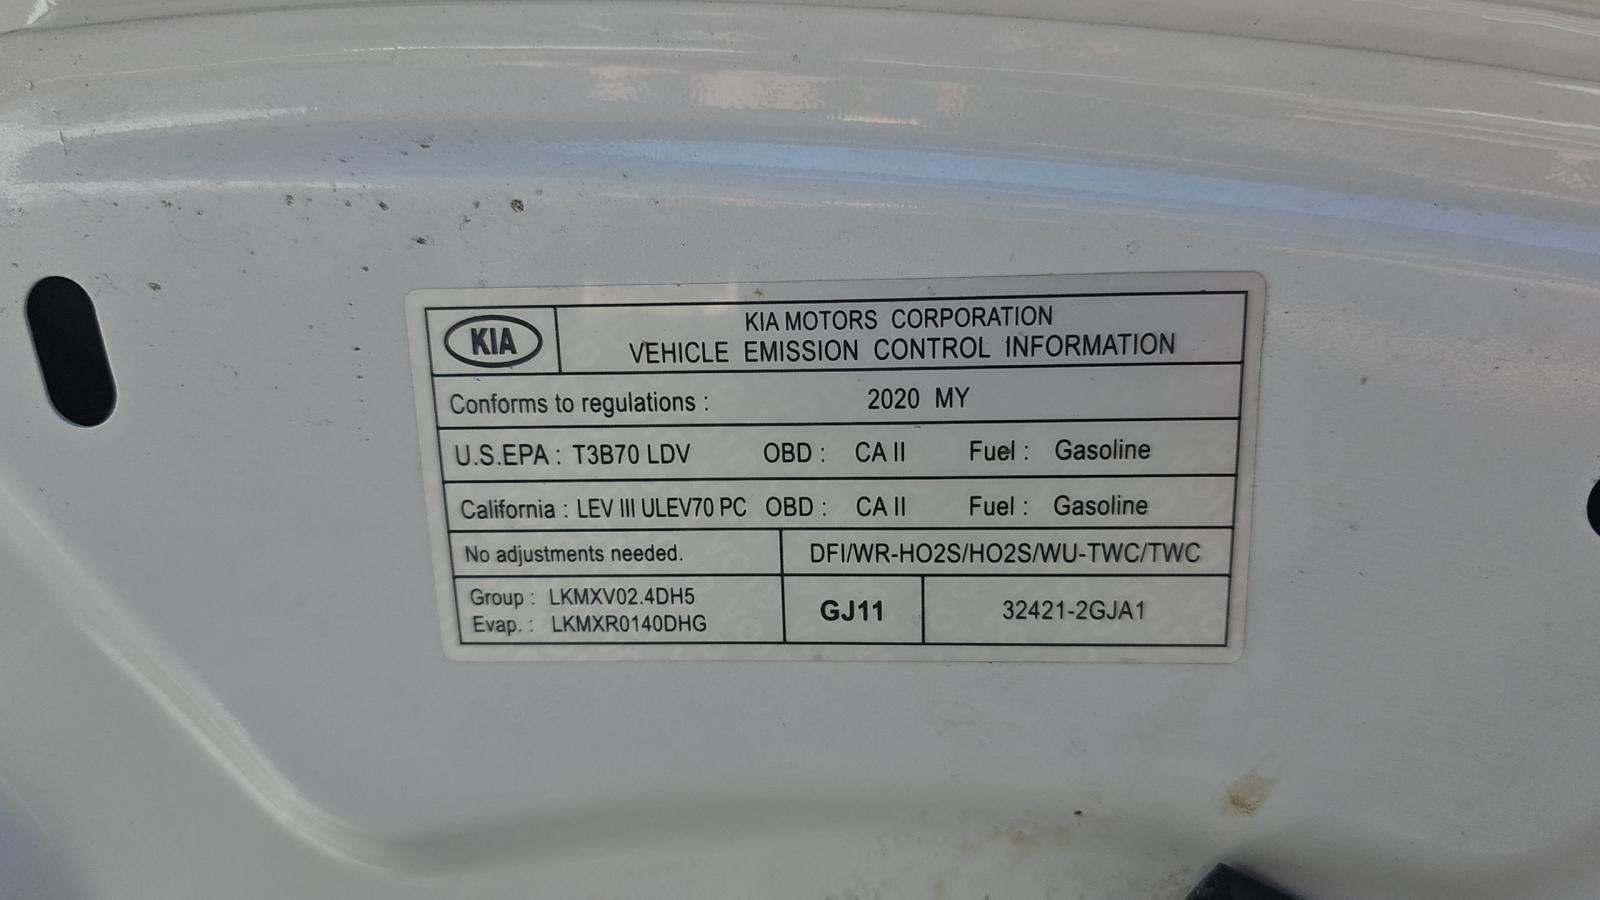 KIA
KIA MOTORS CORPORATION
VEHICLE EMISSION CONTROL INFORMATION
Conforms to regulations : 2020 MY
U.S.EPA : T3B70 LDV OBD : CA II Fuel : Gasoline
California : LEV III ULEV70 PC OBD : CA II Fuel : Gasoline
No adjustments needed. DFI/WR-HO2S/HO2S/WU-TWC/TWC
Group : LKMXV02.4DH5
Evap. : LKMXR0140DHG
GJ11
32421-2GJA1